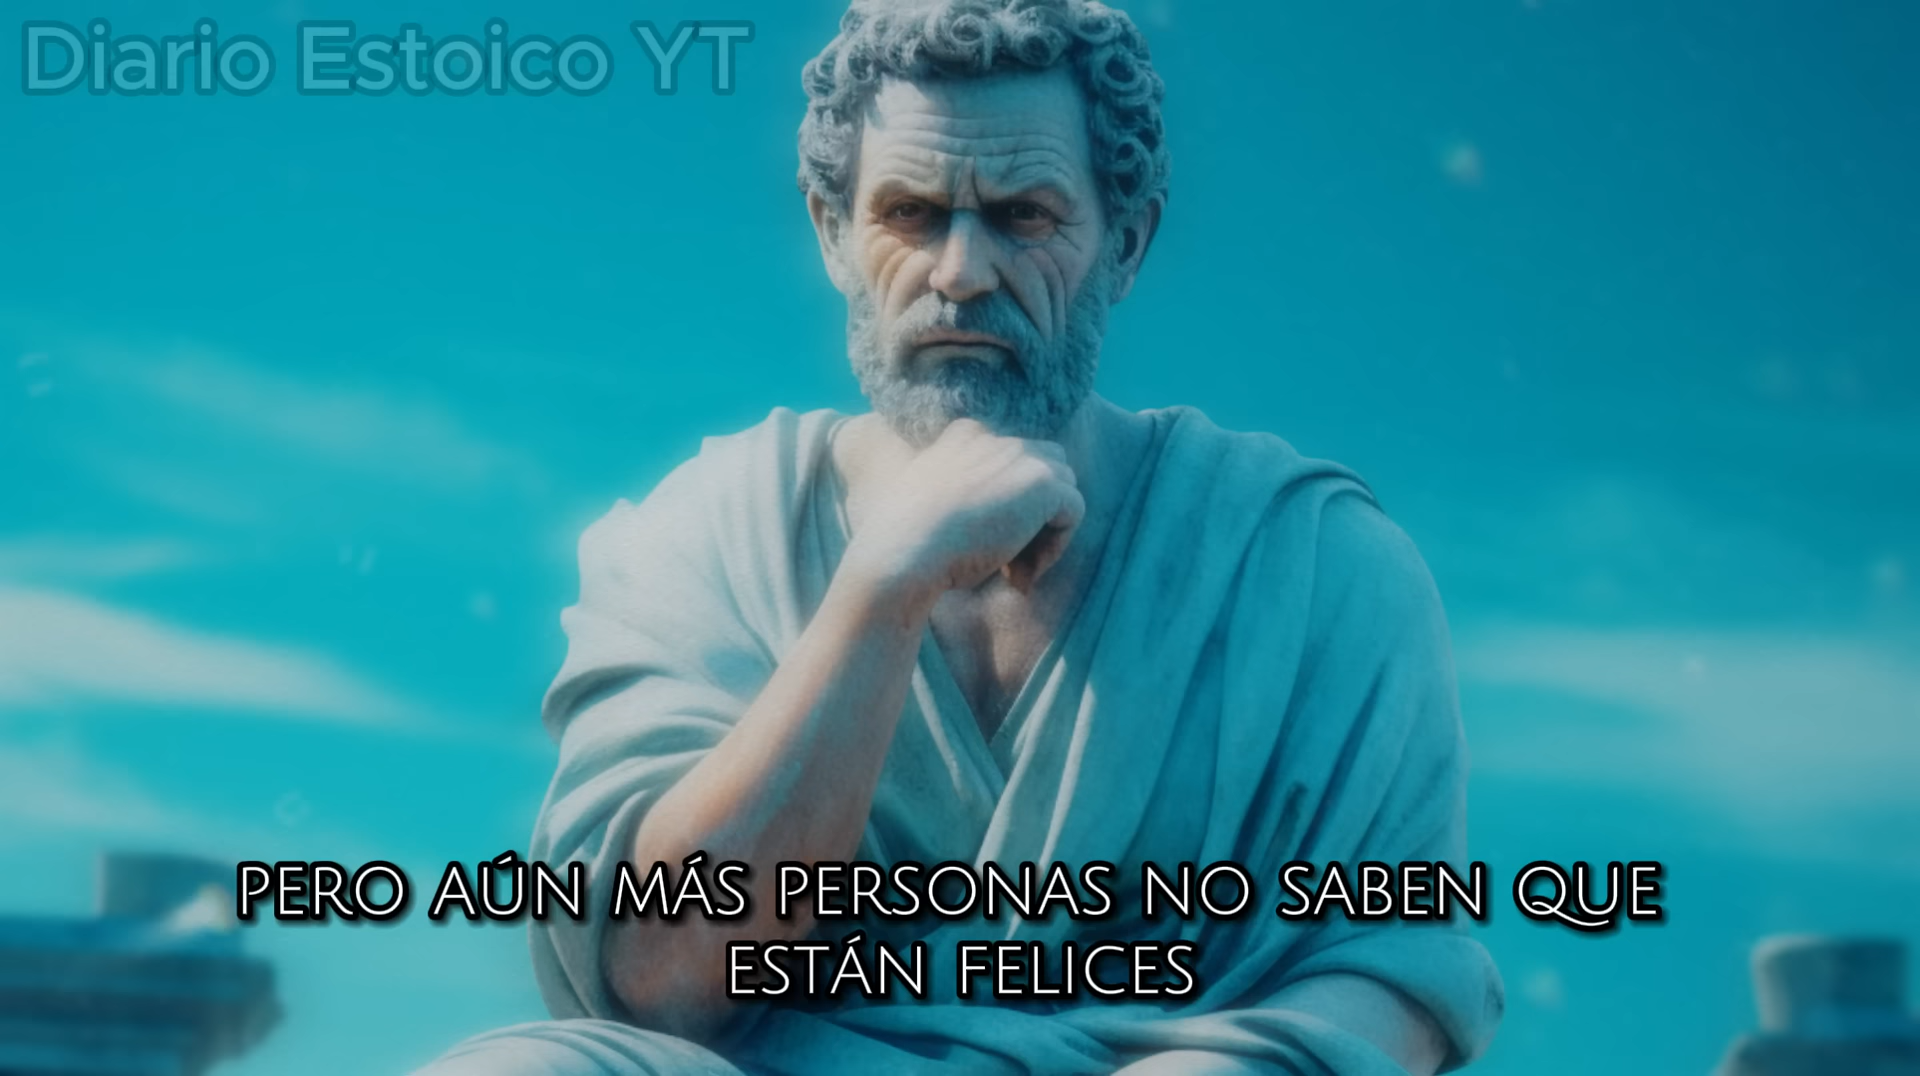 Diario Estoico YT
PERO AÚN MÁS PERSONAS NO SABEN QUE
ESTÁN FELICES